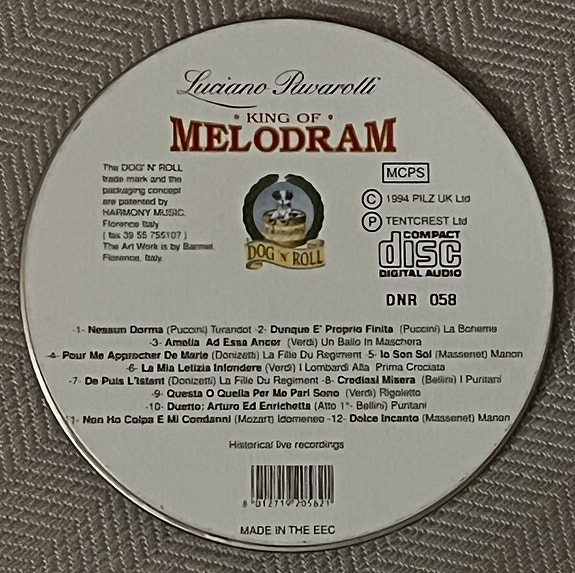 Luciano Pavarotti
• KING OF •
MELODRAM
The DOG' N' ROLL
trade mark and the
packaging concept
are patented by
HARMONY MUSIC.
Florence Italy
( fax 39 55 755107 )
The Art Work is by Barmei.
Florence, Italy.
DOG 'N' ROLL
MCPS
C 1994 PILZ UK Ltd
P TENTCREST Ltd
COMPACT
disc
DIGITAL AUDIO
DNR 058
-1- Nessun Dorma (Puccini) Turandot -2- Dunque E' Proprio Finita (Puccini) La Boheme
-3- Amelia Ad Essa Ancor (Verdi) Un Ballo In Maschera
-4- Pour Me Approcher De Marie (Donizetti) La Fille Du Regiment -5- Io Son Sol (Massenet) Manon
-6- La Mia Letizia Infondere (Verdi) I Lombardi Alla Prima Crociata
-7- De Puis L'Istent (Donizetti) La Fille Du Regiment -8- Crediasi Misera (Bellini) I Puritani
-9- Questa O Quella Per Me Pari Sono (Verdi) Rigoletto
-10- Duetto; Arturo Ed Enrichetta (Atto 1°- Bellini) Puritani
11- Non Ho Colpa E Mi Condanni (Mozart) Idomeneo -12- Dolce Incanto (Massenet) Manon
Historical live recordings
8 012719 205821
MADE IN THE EEC